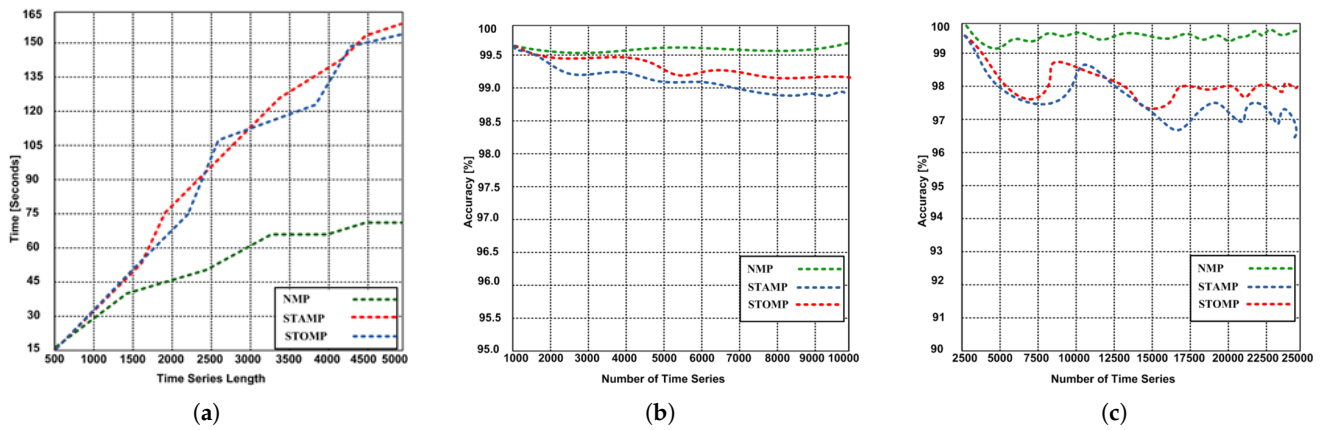 165
150
135
120
105
90
75
60
45
30
15
Time [Seconds]
NMP
STAMP
STOMP
500 1000 1500 2000 2500 3000 3500 4000 4500 5000
Time Series Length
(a)
100
99.5
99.0
98.5
98.0
97.5
97.0
96.5
96.0
95.5
95.0
Accuracy [%]
NMP
STAMP
STOMP
1000 2000 3000 4000 5000 6000 7000 8000 9000 10000
Number of Time Series
(b)
100
99
98
97
96
95
94
93
92
91
90
Accuracy [%]
NMP
STAMP
STOMP
2500 5000 7500 10000 12500 15000 17500 20000 22500 25000
Number of Time Series
(c)